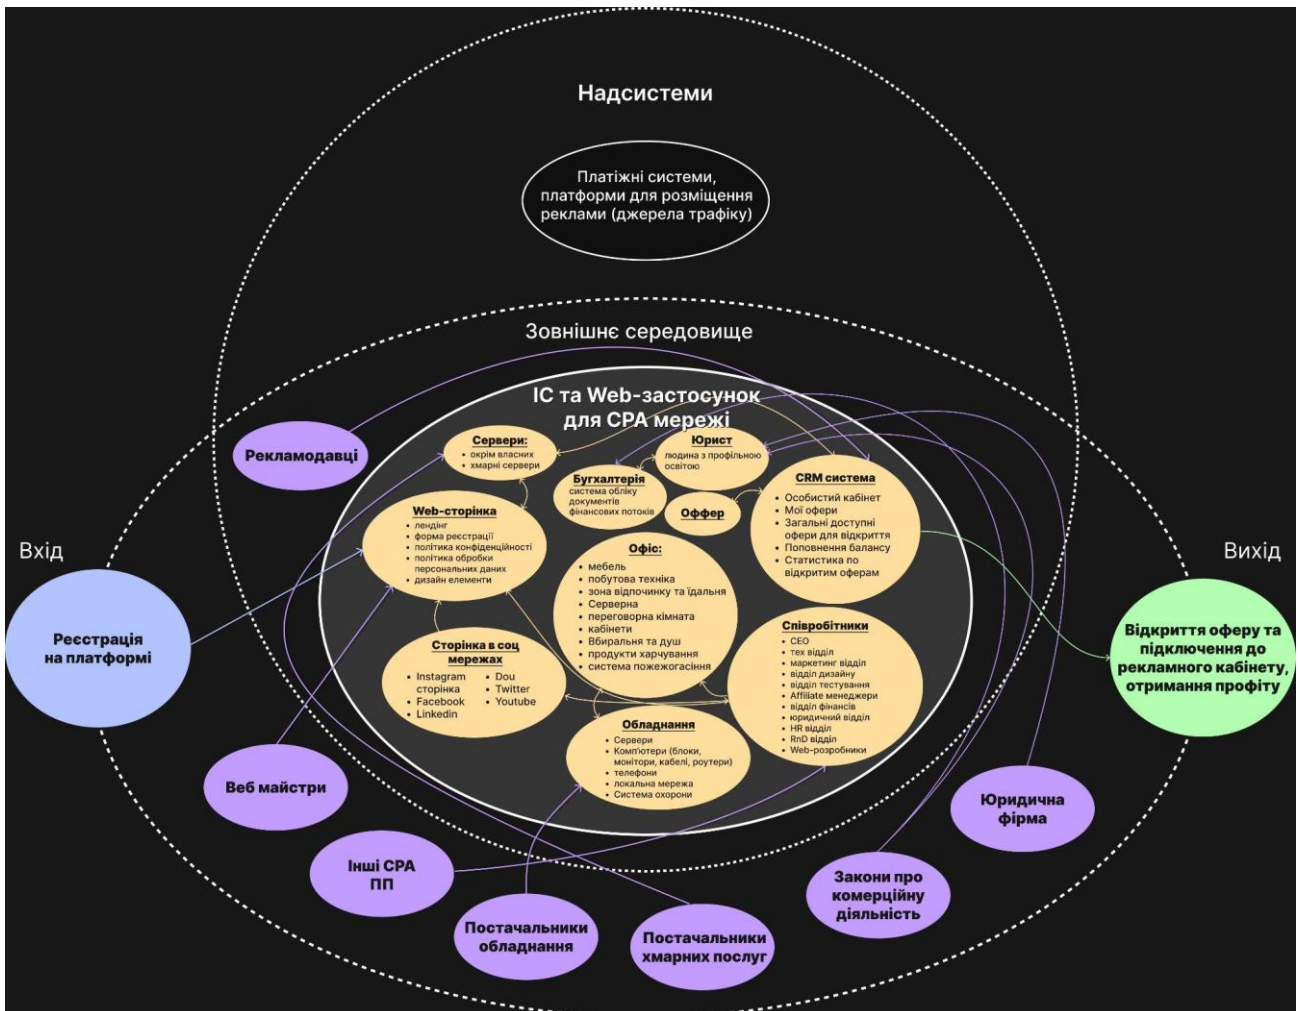 Надсистеми
Платіжні системи,
платформи для розміщення
реклами (джерела трафіку)
Зовнішнє середовище
ІС та Web-застосунок
для CPA мережі
Рекламодавці
Сервери:
• окрім власних
• хмарні сервери
Юрист
людина з профільною
освітою
Бугхалтерія
система обліку
документів
фінансових потоків
Оффер
CRM система
• Особистий кабінет
• Мої офери
• Загальні доступні
офери для відкриття
• Поповнення балансу
• Статистика по
відкритим оферам
Web-сторінка
• лендінг
• форма реєстрації
• політика конфіденційності
• політика обробки
персональних даних
• дизайн елементи
Вхід
Реєстрація
на платформі
Офіс:
• мебель
• побутова техніка
• зона відпочинку та їдальня
• Серверна
• переговорна кімната
• кабінети
• Вбиральня та душ
• продукти харчування
• система пожежогасіння
Вихід
Відкриття оферу та
підключення до
рекламного кабінету,
отримання профіту
Сторінка в соц
мережах
• Instagram
сторінка
• Facebook
• Linkedin
• Dou
• Twitter
• Youtube
Співробітники
• CEO
• тех відділ
• маркетинг відділ
• відділ дизайну
• відділ тестування
• Affiliate менеджери
• відділ фінансів
• юридичний відділ
• HR відділ
• RnD відділ
• Web-розробники
Обладнання
• Сервери
• Комп'ютери (блоки,
монітори, кабелі, роутери)
• телефони
• локальна мережа
• Система охорони
Веб майстри
Інші CPA
ПП
Постачальники
обладнання
Постачальники
хмарних послуг
Закони про
комерційну
діяльність
Юридична
фірма